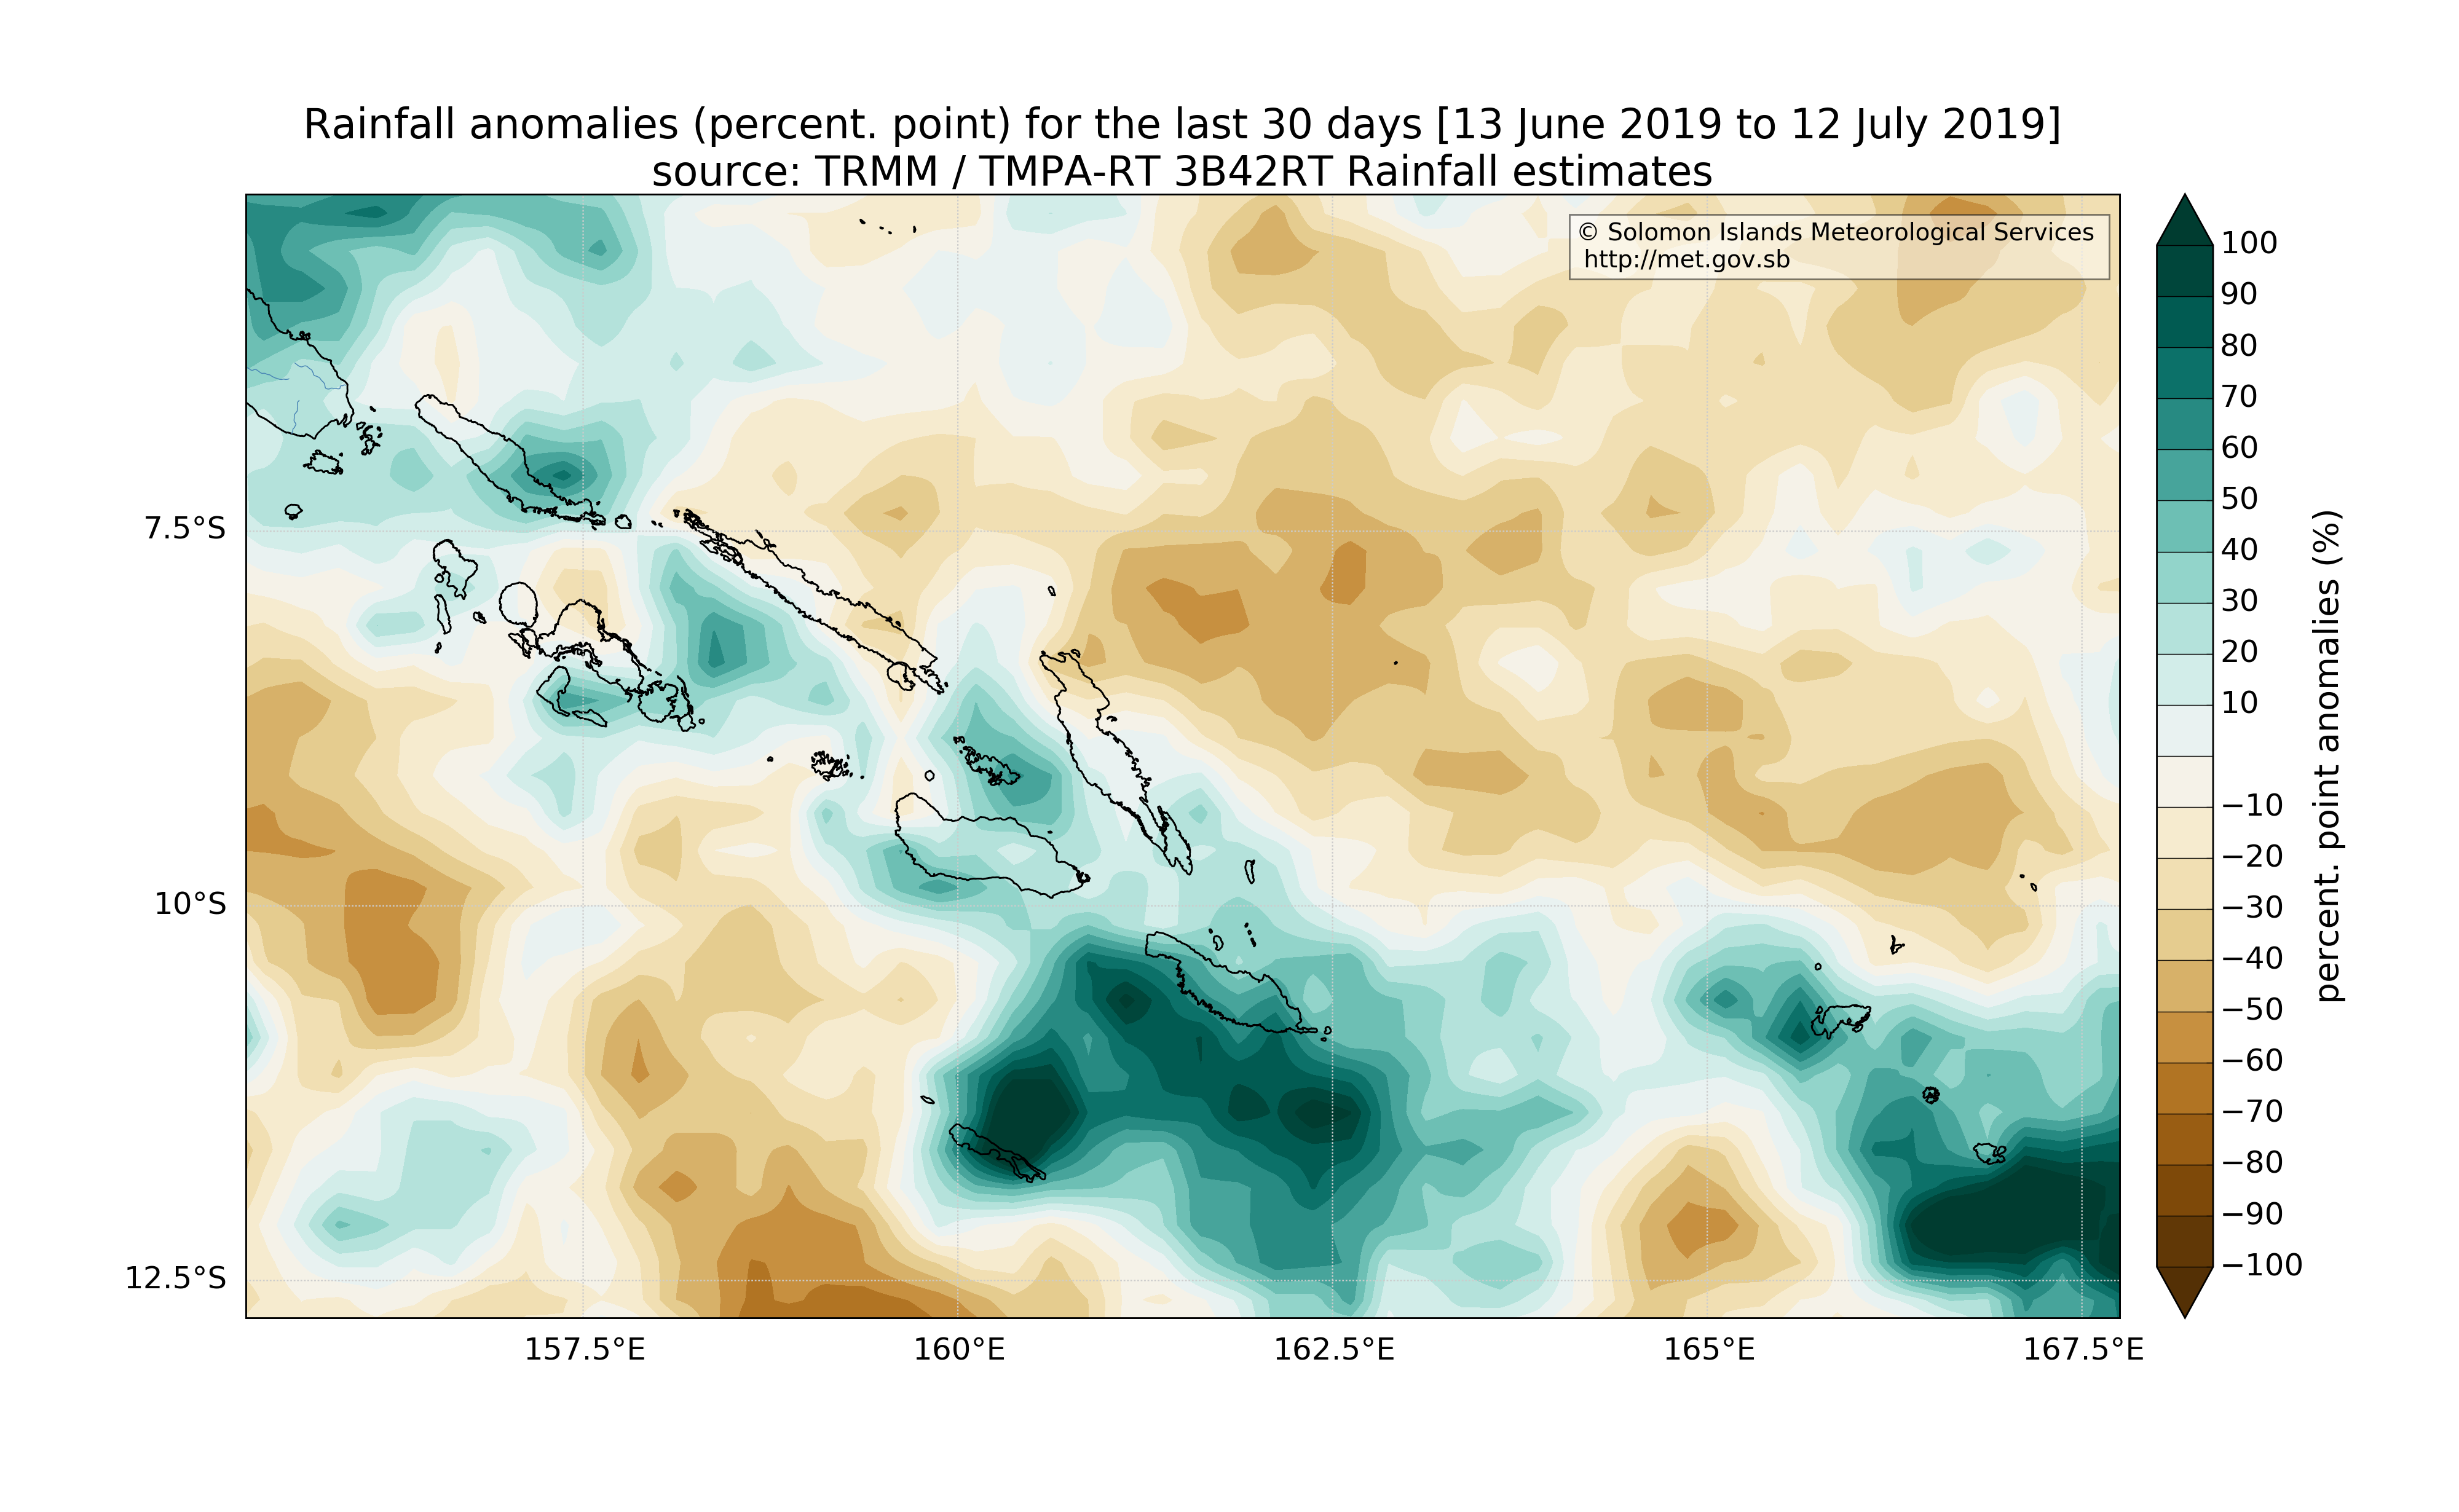 Rainfall anomalies (percent. point) for the last 30 days [13 June 2019 to 12 July 2019]
source: TRMM / TMPA-RT 3B42RT Rainfall estimates
© Solomon Islands Meteorological Services
http://met.gov.sb
7.5°S
10°S
12.5°S
157.5°E
160°E
162.5°E
165°E
167.5°E
100
90
80
70
60
50
40
30
20
10
−10
−20
−30
−40
−50
−60
−70
−80
−90
−100
percent. point anomalies (%)